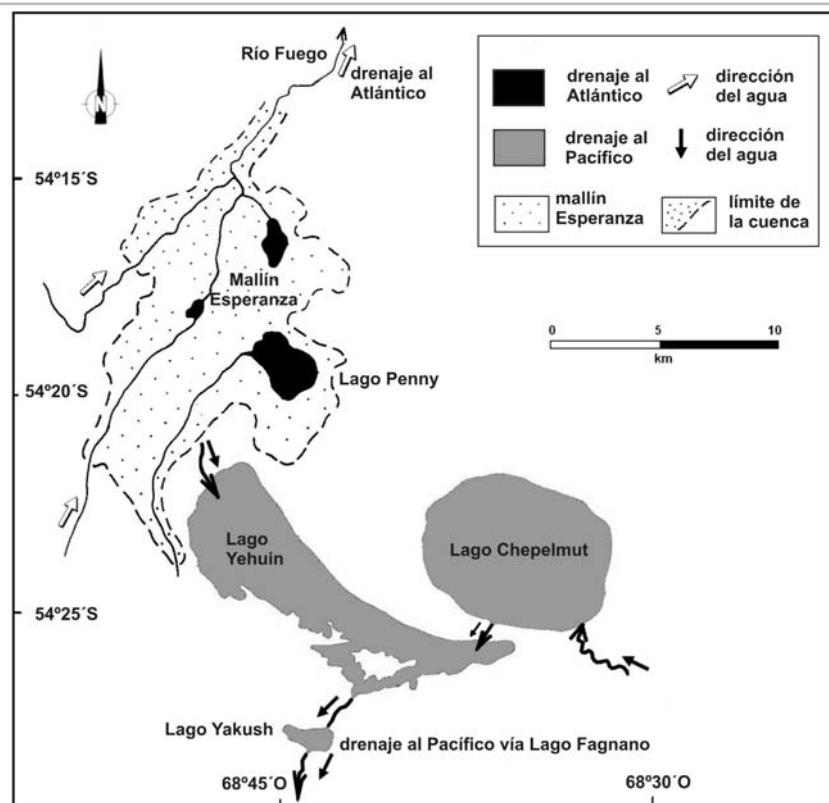 Río Fuego
drenaje al
Atlántico
N
54º15´S
Mallín
Esperanza
Lago Penny
54º20´S
Lago
Yehuin
Lago Chepelmut
54º25´S
Lago Yakush
drenaje al Pacífico vía Lago Fagnano
68º45´O
68º30´O
drenaje al
Atlántico
dirección
del agua
drenaje al
Pacífico
dirección
del agua
mallín
Esperanza
límite de
la cuenca
0 5 10
km